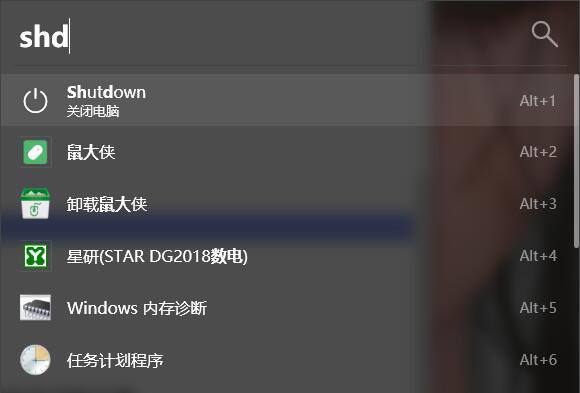 shd
Shutdown
关闭电脑
Alt+1
鼠大侠
Alt+2
卸载鼠大侠
Alt+3
星研(STAR DG2018数电)
Alt+4
Windows 内存诊断
Alt+5
任务计划程序
Alt+6